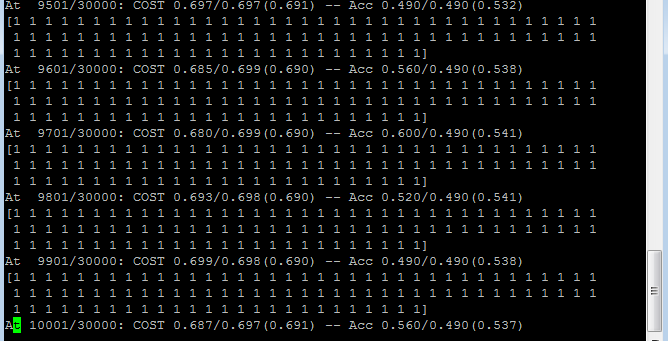 At  9501/30000: COST 0.697/0.697(0.691) -- Acc 0.490/0.490(0.532)
[1 1 1 1 1 1 1 1 1 1 1 1 1 1 1 1 1 1 1 1 1 1 1 1 1 1 1 1 1 1 1 1 1 1 1 1 1
1 1 1 1 1 1 1 1 1 1 1 1 1 1 1 1 1 1 1 1 1 1 1 1 1 1 1 1 1 1 1 1 1 1 1 1 1
1 1 1 1 1 1 1 1 1 1 1 1 1 1 1 1 1 1 1 1 1 1 1 1 1 1]
At  9601/30000: COST 0.685/0.699(0.690) -- Acc 0.560/0.490(0.538)
[1 1 1 1 1 1 1 1 1 1 1 1 1 1 1 1 1 1 1 1 1 1 1 1 1 1 1 1 1 1 1 1 1 1 1 1 1
1 1 1 1 1 1 1 1 1 1 1 1 1 1 1 1 1 1 1 1 1 1 1 1 1 1 1 1 1 1 1 1 1 1 1 1 1
1 1 1 1 1 1 1 1 1 1 1 1 1 1 1 1 1 1 1 1 1 1 1 1 1 1]
At  9701/30000: COST 0.680/0.699(0.690) -- Acc 0.600/0.490(0.541)
[1 1 1 1 1 1 1 1 1 1 1 1 1 1 1 1 1 1 1 1 1 1 1 1 1 1 1 1 1 1 1 1 1 1 1 1 1
1 1 1 1 1 1 1 1 1 1 1 1 1 1 1 1 1 1 1 1 1 1 1 1 1 1 1 1 1 1 1 1 1 1 1 1 1
1 1 1 1 1 1 1 1 1 1 1 1 1 1 1 1 1 1 1 1 1 1 1 1 1 1]
At  9801/30000: COST 0.693/0.698(0.690) -- Acc 0.520/0.490(0.541)
[1 1 1 1 1 1 1 1 1 1 1 1 1 1 1 1 1 1 1 1 1 1 1 1 1 1 1 1 1 1 1 1 1 1 1 1 1
1 1 1 1 1 1 1 1 1 1 1 1 1 1 1 1 1 1 1 1 1 1 1 1 1 1 1 1 1 1 1 1 1 1 1 1 1
1 1 1 1 1 1 1 1 1 1 1 1 1 1 1 1 1 1 1 1 1 1 1 1 1 1]
At  9901/30000: COST 0.699/0.698(0.690) -- Acc 0.490/0.490(0.538)
[1 1 1 1 1 1 1 1 1 1 1 1 1 1 1 1 1 1 1 1 1 1 1 1 1 1 1 1 1 1 1 1 1 1 1 1 1
1 1 1 1 1 1 1 1 1 1 1 1 1 1 1 1 1 1 1 1 1 1 1 1 1 1 1 1 1 1 1 1 1 1 1 1 1
1 1 1 1 1 1 1 1 1 1 1 1 1 1 1 1 1 1 1 1 1 1 1 1 1 1]
At 10001/30000: COST 0.687/0.697(0.691) -- Acc 0.560/0.490(0.537)